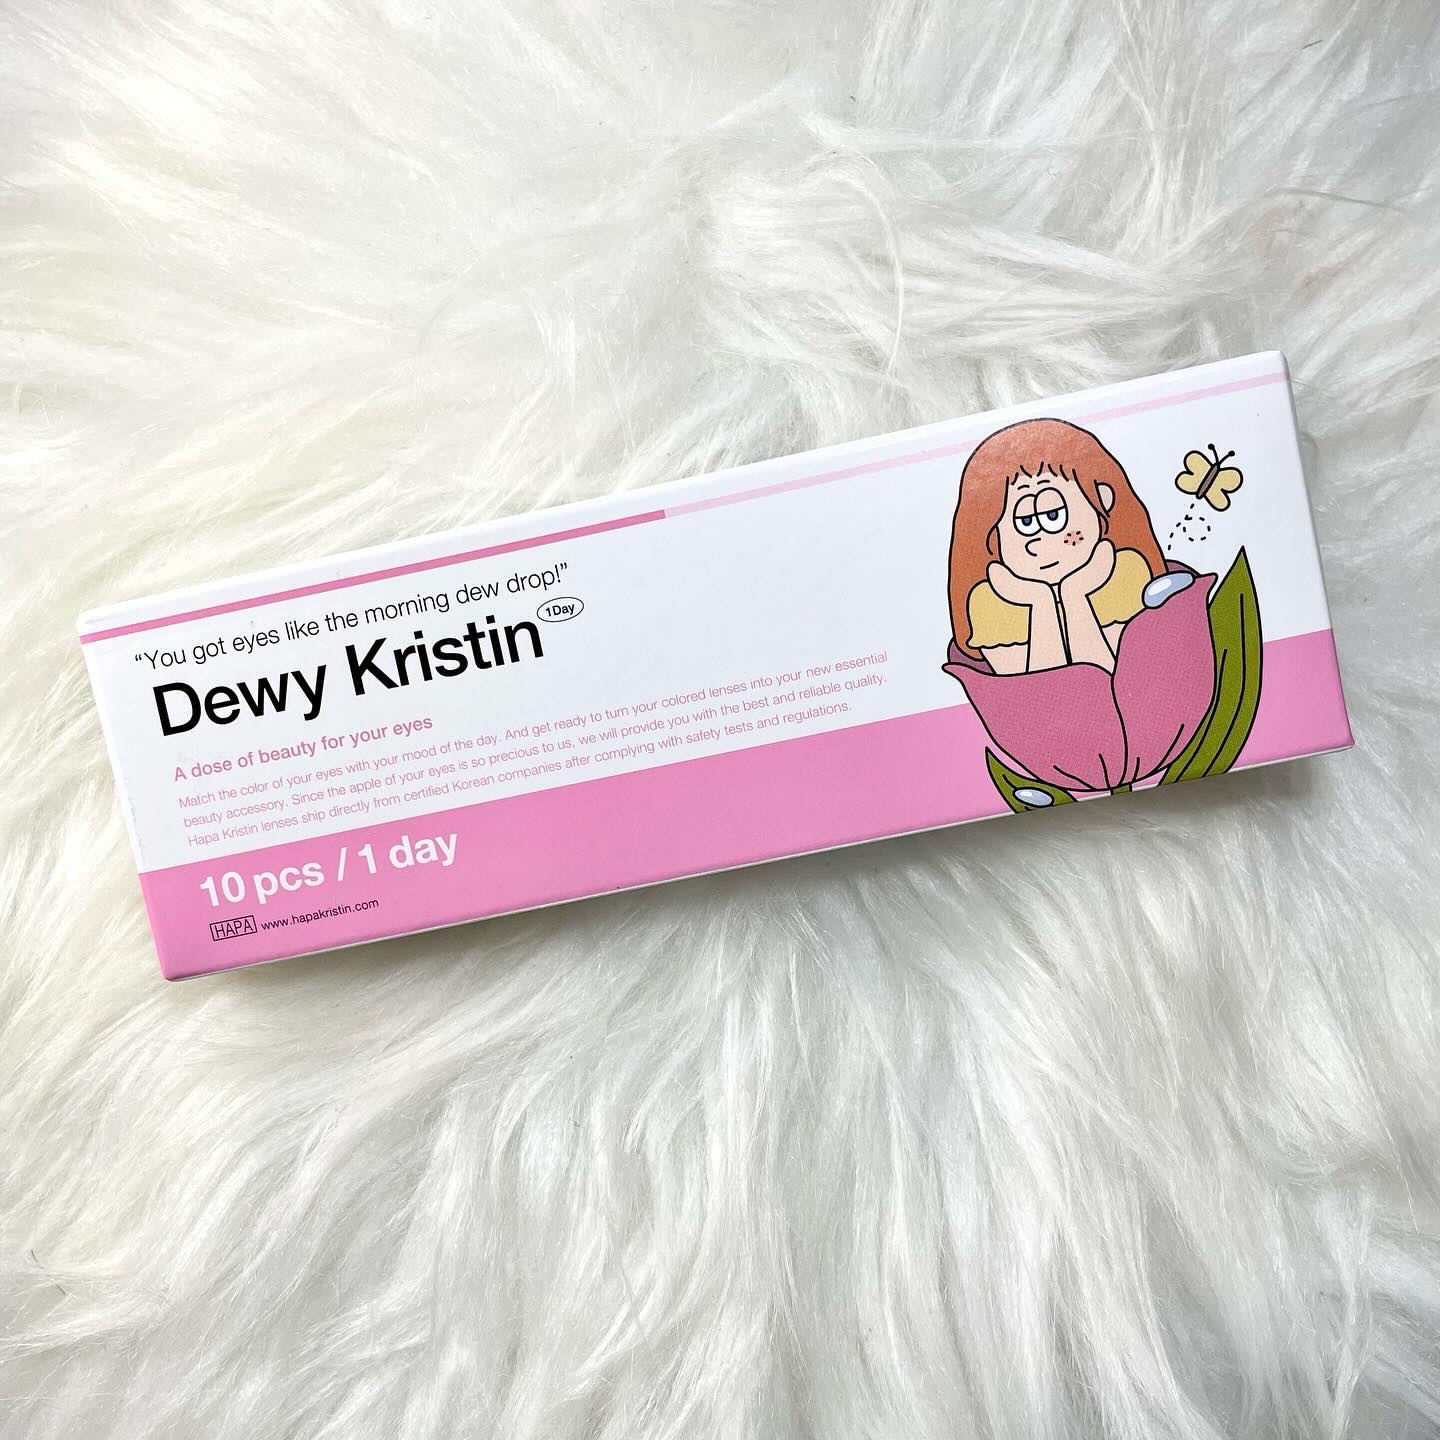 “You got eyes like the morning dew drop!”
Dewy Kristin 1Day
A dose of beauty for your eyes
Match the color of your eyes with your mood of the day. And get ready to turn your colored lenses into your new essential
beauty accessory. Since the apple of your eyes is so precious to us, we will provide you with the best and reliable quality.
Hapa Kristin lenses ship directly from certified Korean companies after complying with safety tests and regulations.
10 pcs / 1 day
HAPA www.hapakristin.com